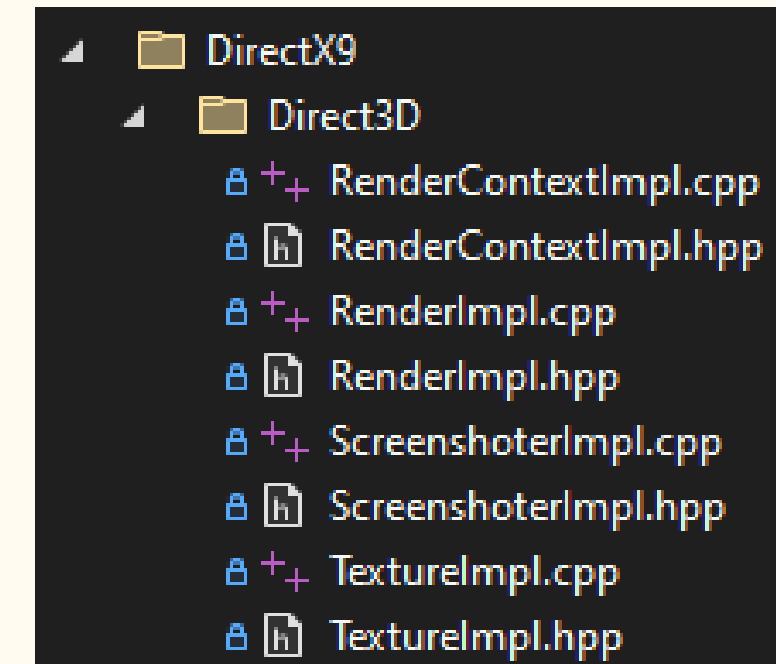 DirectX9
Direct3D
RenderContextImpl.cpp
RenderContextImpl.hpp
RenderImpl.cpp
RenderImpl.hpp
ScreenshoterImpl.cpp
ScreenshoterImpl.hpp
TextureImpl.cpp
TextureImpl.hpp